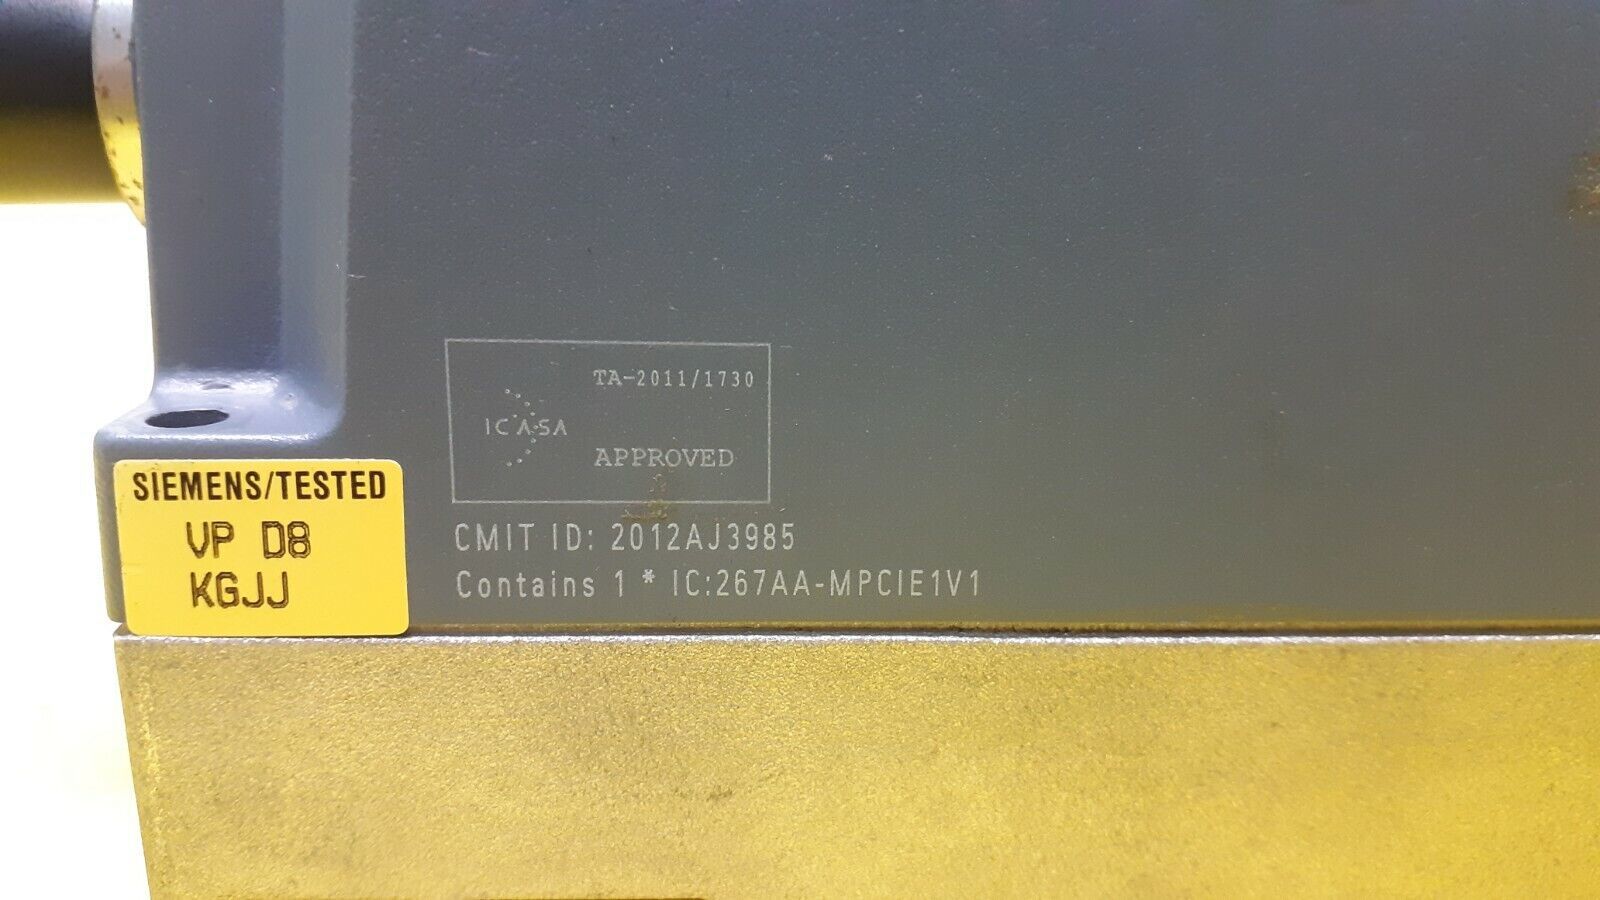 TA-2011/1730
ICASA
APPROVED
SIEMENS/TESTED
VP D8
KGJJ
CMIT ID: 2012AJ3985
Contains 1 * IC:267AA-MPCIE1V1